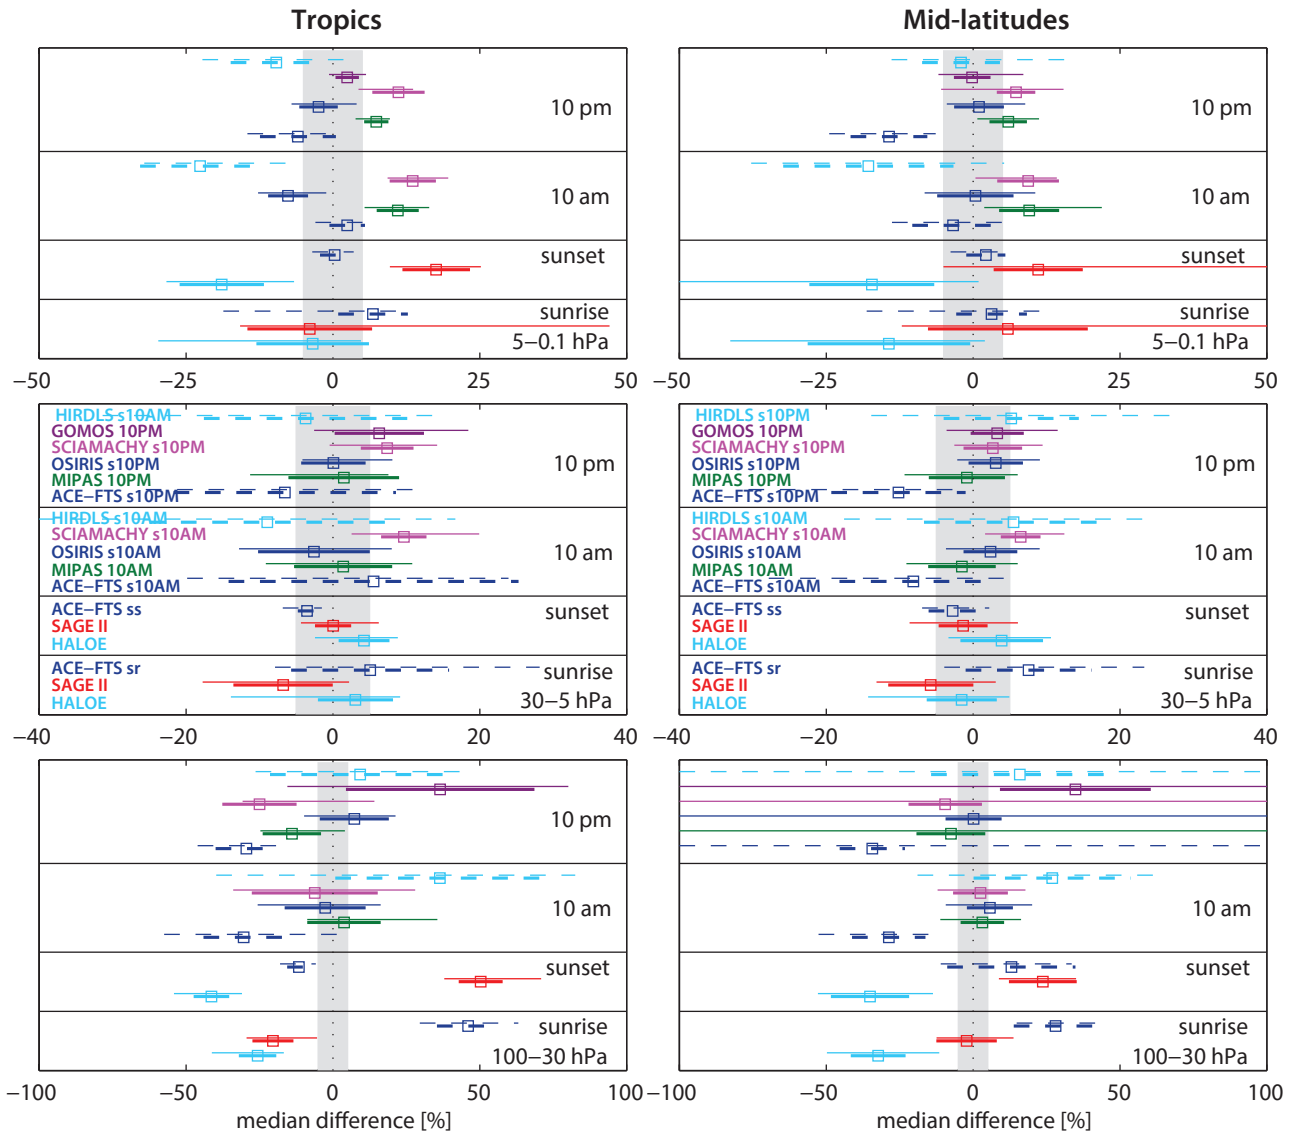 Tropics
Mid-latitudes
10 pm
10 am
sunset
sunrise
5−0.1 hPa
−50
−25
0
25
50
10 pm
10 am
sunset
sunrise
5−0.1 hPa
−50
−25
0
25
50
HIRDLS s10AM
GOMOS 10PM
SCIAMACHY s10PM
OSIRIS s10PM
MIPAS 10PM
ACE−FTS s10PM
10 pm
HIRDLS s10AM
SCIAMACHY s10AM
OSIRIS s10AM
MIPAS 10AM
ACE−FTS s10AM
10 am
ACE−FTS ss
SAGE II
HALOE
sunset
ACE−FTS sr
SAGE II
HALOE
sunrise
30−5 hPa
−40
−20
0
20
40
HIRDLS s10PM
GOMOS 10PM
SCIAMACHY s10PM
OSIRIS s10PM
MIPAS 10PM
ACE−FTS s10PM
10 pm
HIRDLS s10AM
SCIAMACHY s10AM
OSIRIS s10AM
MIPAS 10AM
ACE−FTS s10AM
10 am
ACE−FTS ss
SAGE II
HALOE
sunset
ACE−FTS sr
SAGE II
HALOE
sunrise
30−5 hPa
−40
−20
0
20
40
10 pm
10 am
sunset
sunrise
100−30 hPa
−100
−50
0
50
100
median difference [%]
10 pm
10 am
sunset
sunrise
100−30 hPa
−100
−50
0
50
100
median difference [%]